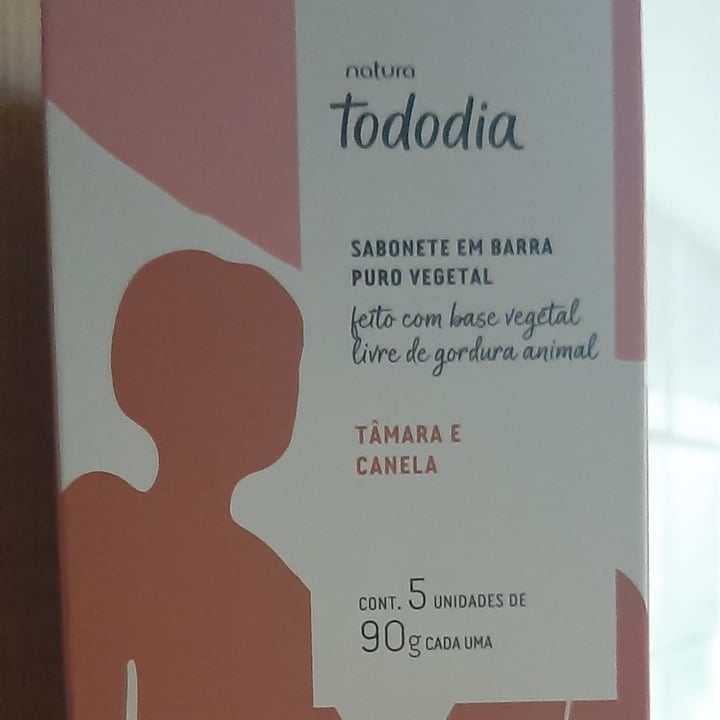 natura
tododia
SABONETE EM BARRA
PURO VEGETAL
feito com base vegetal
livre de gordura animal
TÂMARA E
CANELA
CONT. 5 UNIDADES DE
90g CADA UMA